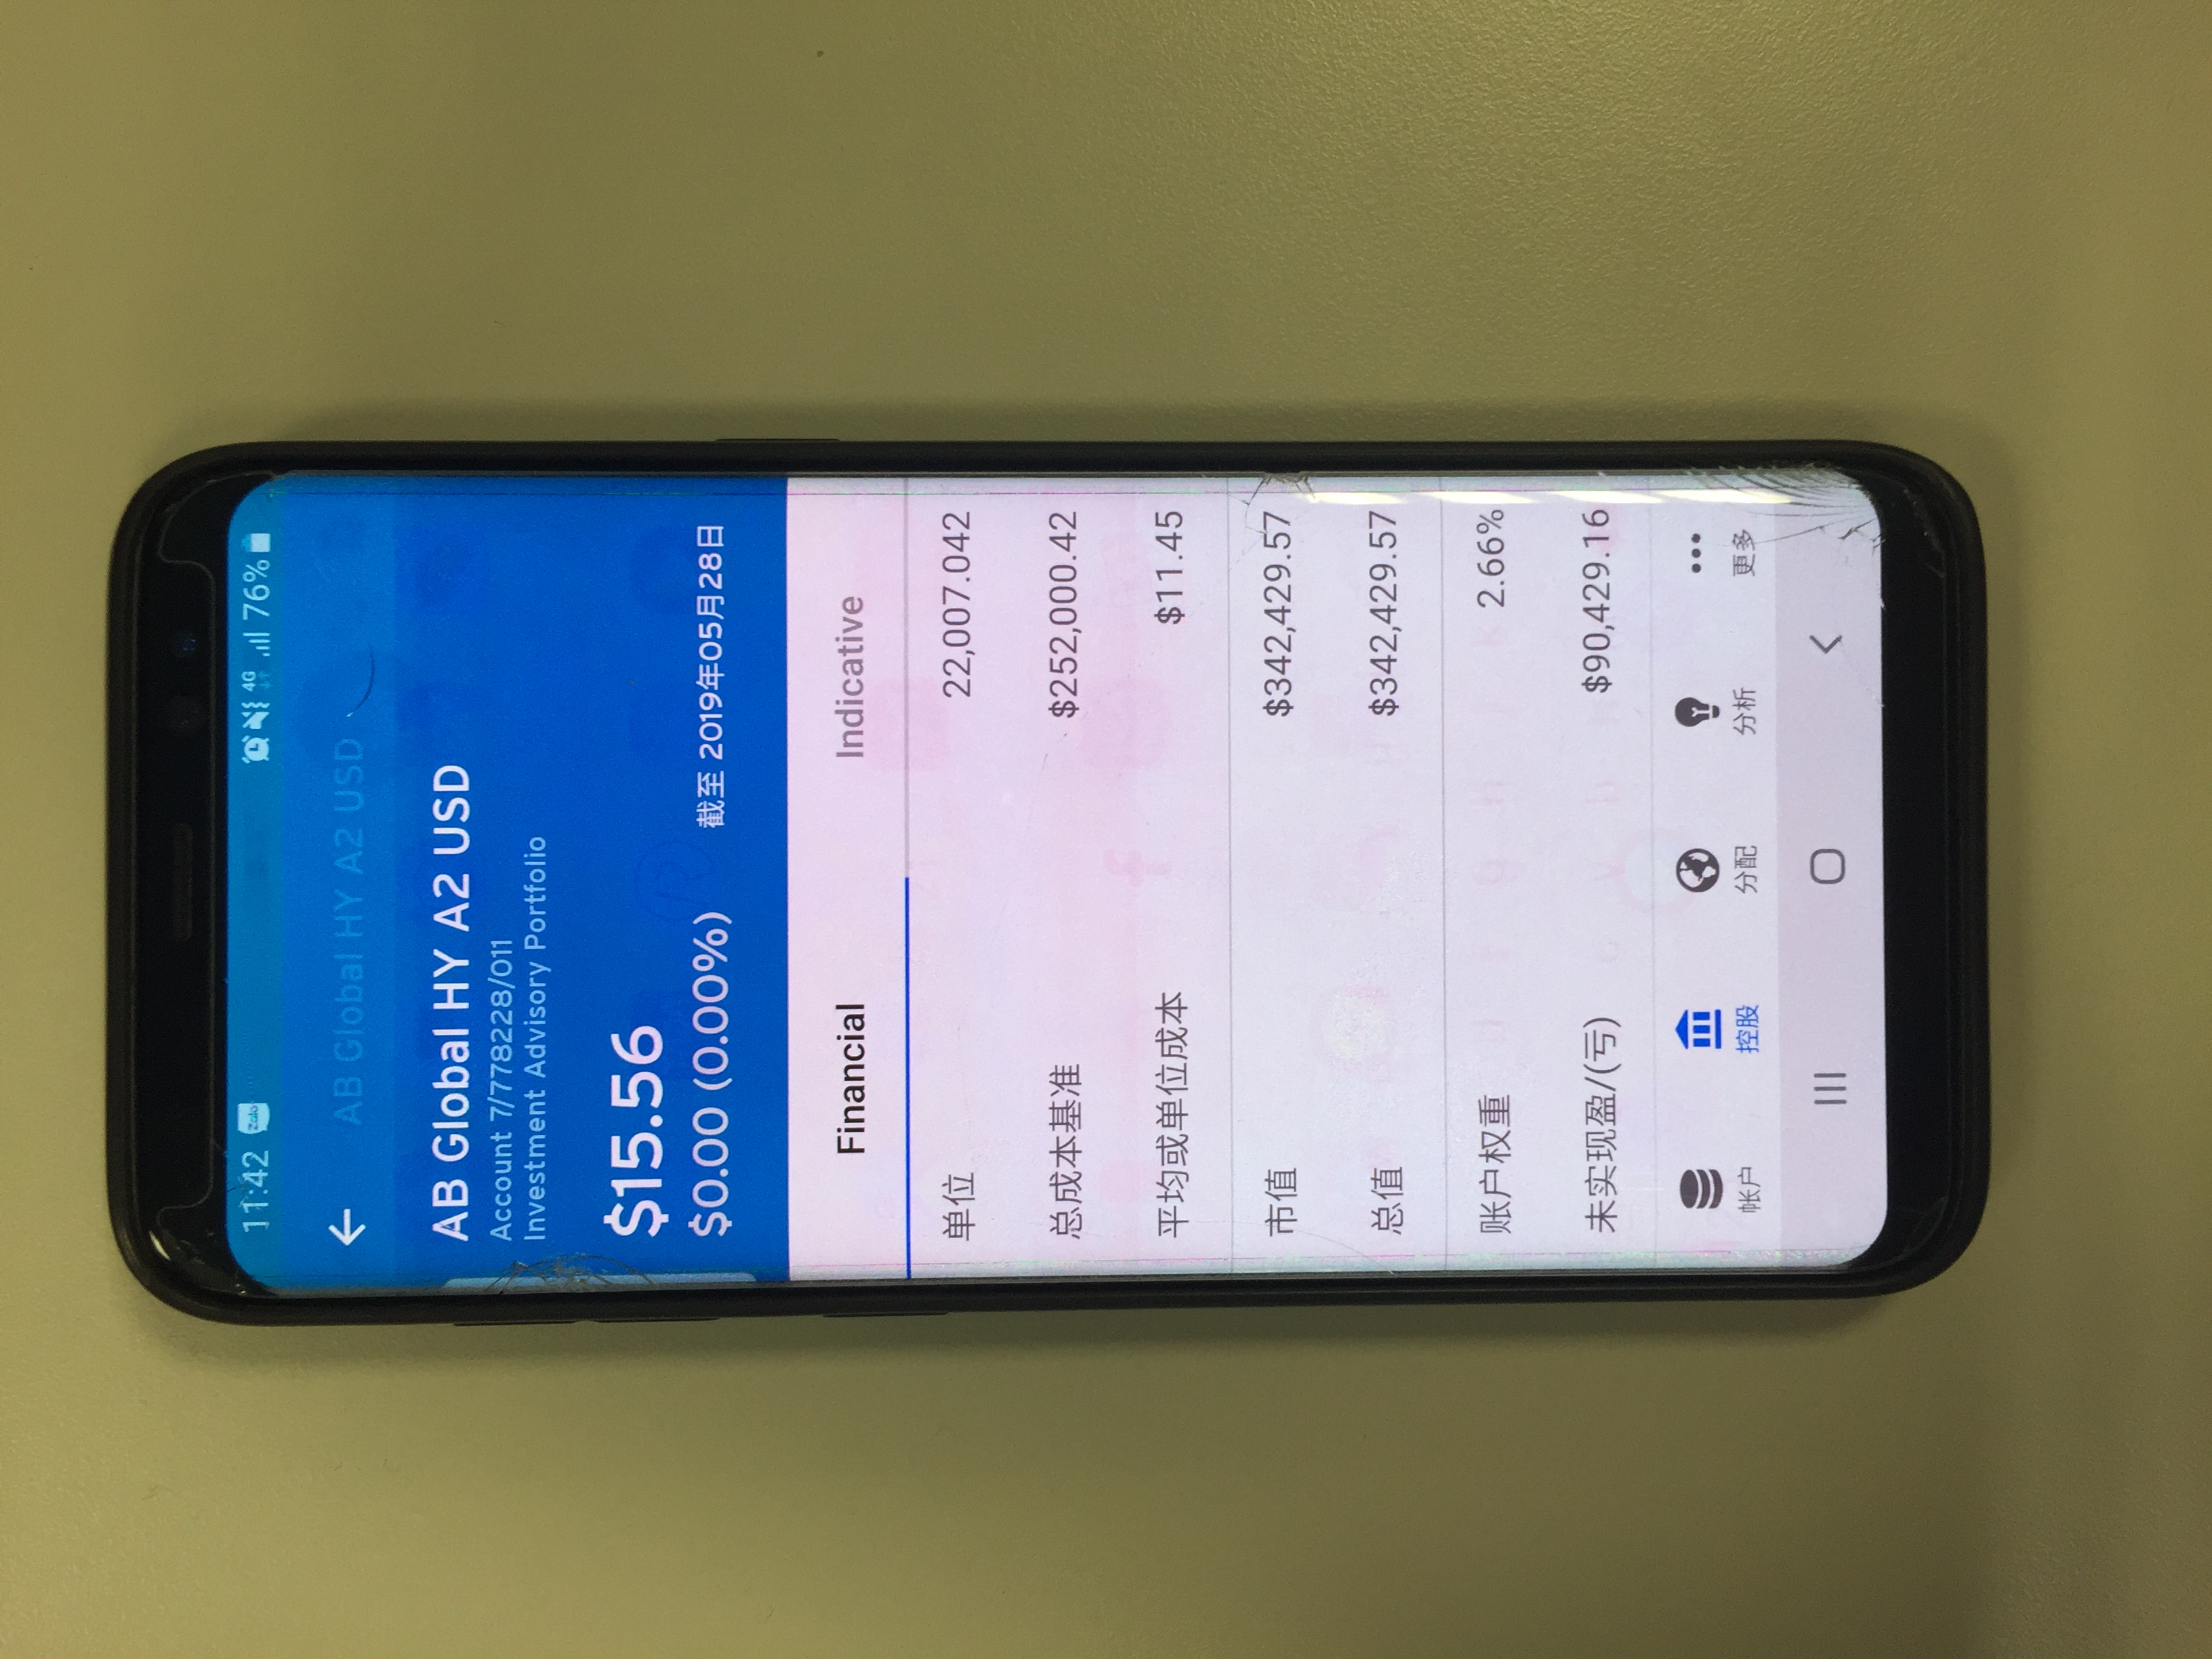 11:42 Zalo 4G 76%
AB Global HY A2 USD
AB Global HY A2 USD
Account 7/778228/011
Investment Advisory Portfolio
$15.56
$0.00 (0.00%) 截至 2019年05月28日
Financial Indicative
单位 22,007.042
总成本基准 $252,000.42
平均或单位成本 $11.45
市值 $342,429.57
总值 $342,429.57
账户权重 2.66%
未实现盈/(亏) $90,429.16
帐户 控股 分配 分析 更多